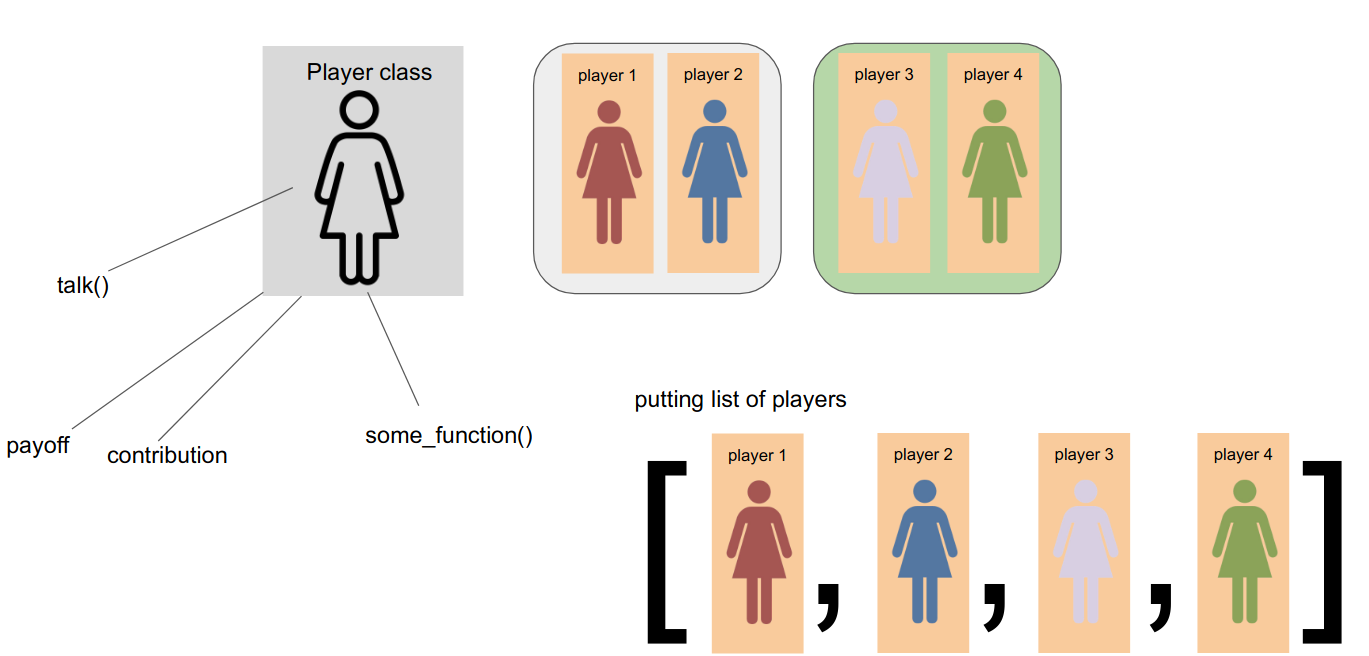 Player class
player 1
player 2
player 3
player 4
talk()
payoff
contribution
some_function()
putting list of players
[ player 1 , player 2 , player 3 , player 4 ]